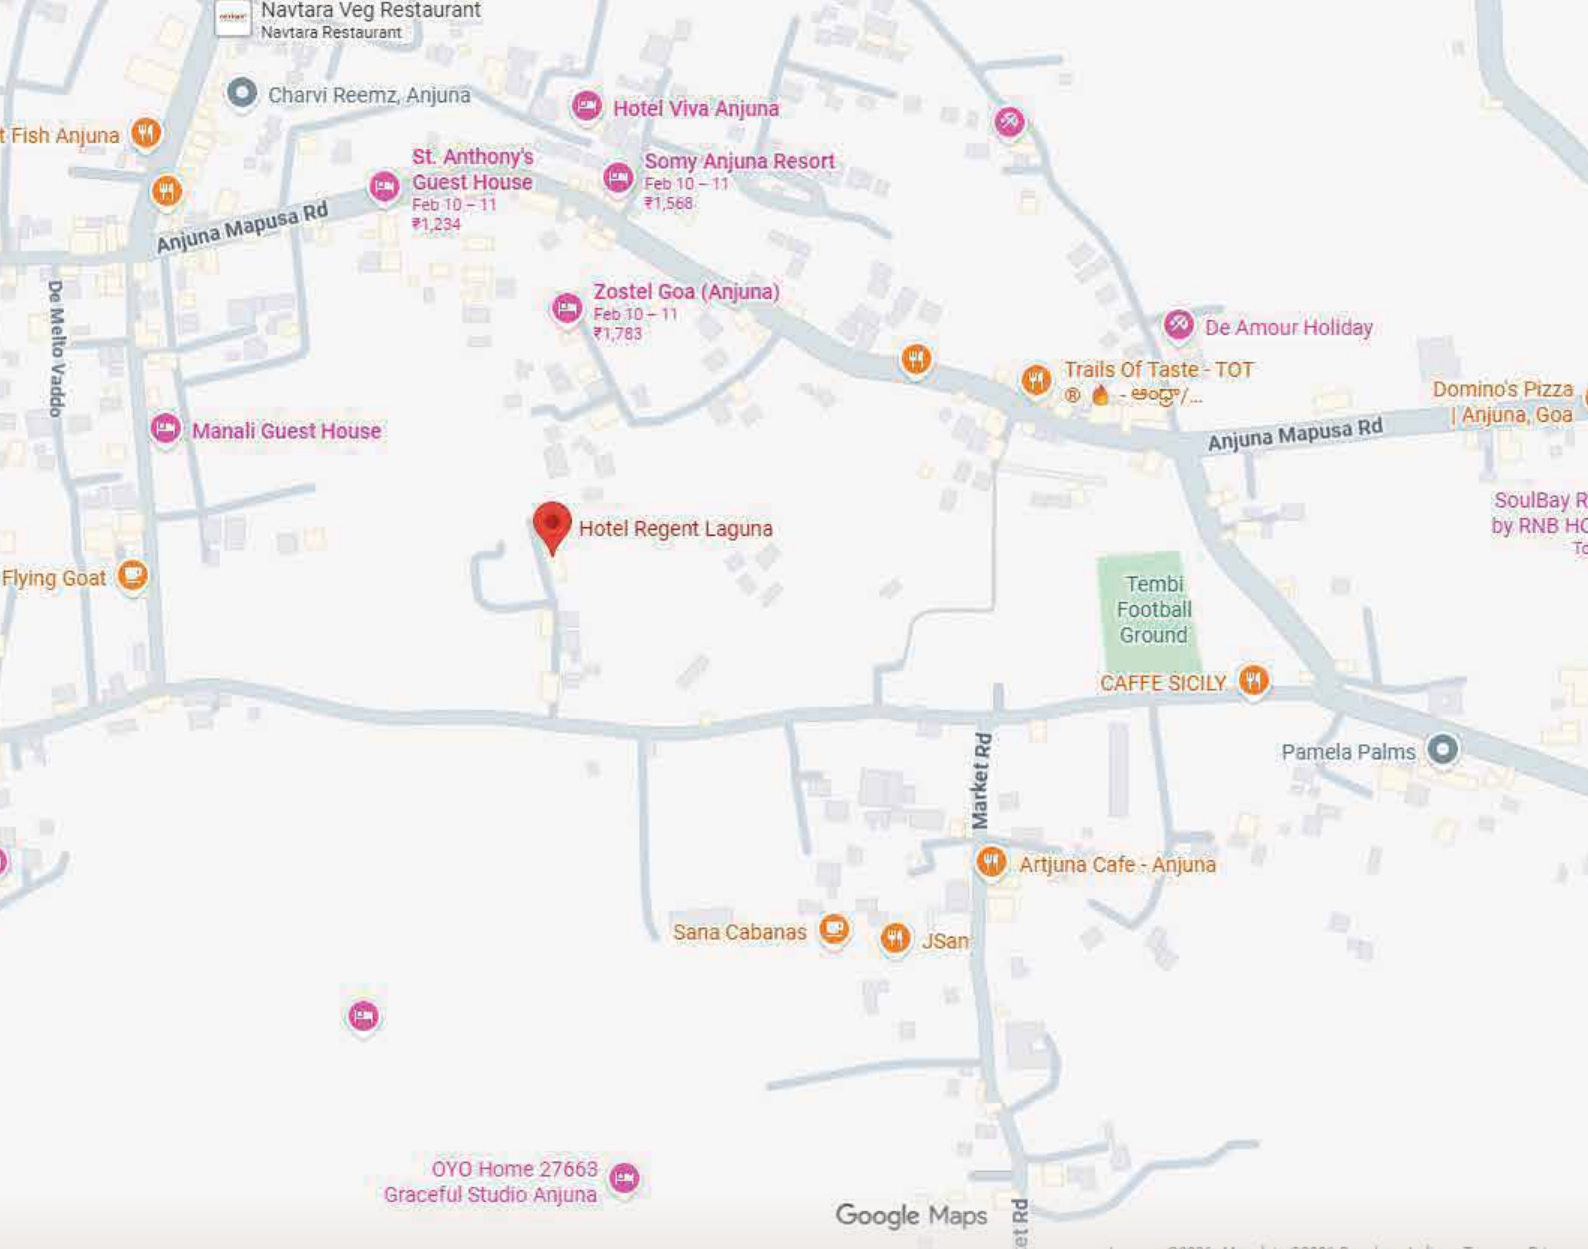 Navtara Veg Restaurant
Navtara Restaurant
Charvi Reemz, Anjuna
t Fish Anjuna
Hotel Viva Anjuna
St. Anthony's
Guest House
Feb 10 – 11
₹1,234
Somy Anjuna Resort
Feb 10 – 11
₹1,568
Anjuna Mapusa Rd
De Melto Vaddo
Zostel Goa (Anjuna)
Feb 10 – 11
₹1,783
De Amour Holiday
Trails Of Taste - TOT
® 🔥 - ఆంధ్రా/...
Domino's Pizza
| Anjuna, Goa
Anjuna Mapusa Rd
Manali Guest House
SoulBay R
by RNB HO
To
Hotel Regent Laguna
Flying Goat
Tembi
Football
Ground
CAFFE SICILY
Market Rd
Pamela Palms
Artjuna Cafe - Anjuna
Sana Cabanas
JSan
OYO Home 27663
Graceful Studio Anjuna
Google Maps
et Rd